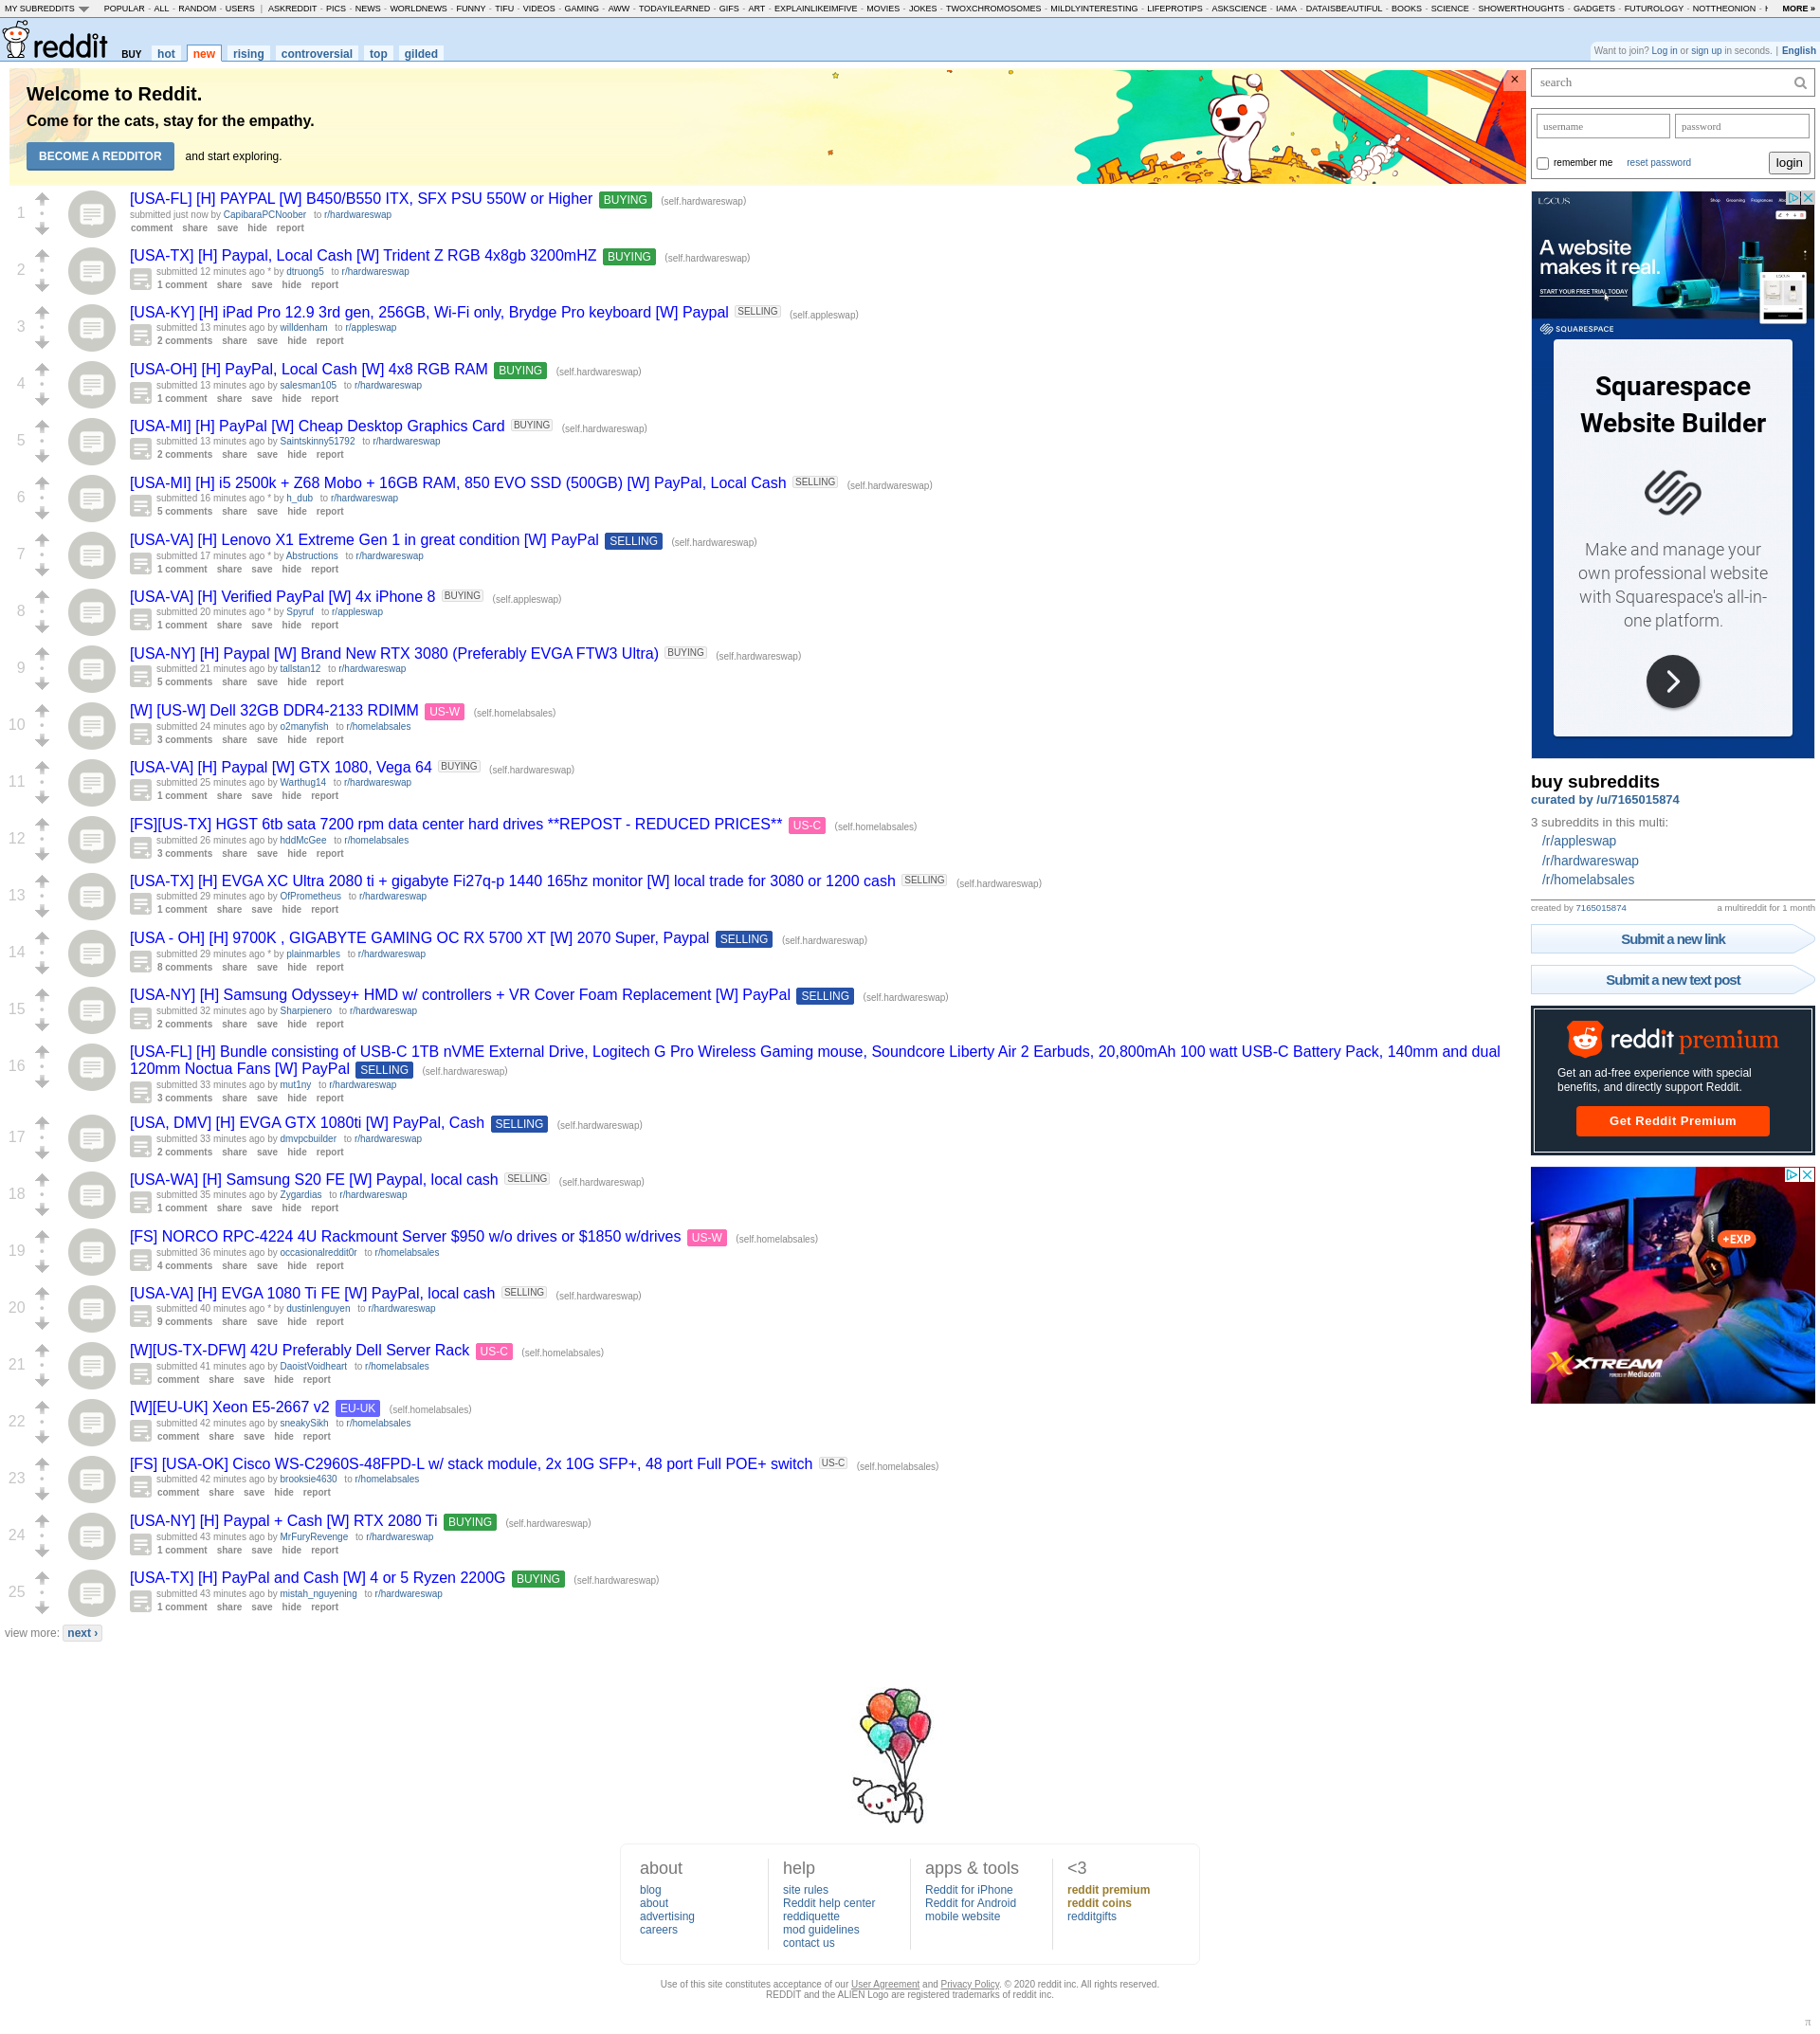 MY SUBREDDITS POPULAR - ALL - RANDOM - USERS | ASKREDDIT - PICS - NEWS - WORLDNEWS - FUNNY - TIFU - VIDEOS - GAMING - AWW - TODAYILEARNED - GIFS - ART - EXPLAINLIKEIMFIVE - MOVIES - JOKES - TWOXCHROMOSOMES - MILDLYINTERESTING - LIFEPROTIPS - ASKSCIENCE - IAMA - DATAISBEAUTIFUL - BOOKS - SCIENCE - SHOWERTHOUGHTS - GADGETS - FUTUROLOGY - NOTTHEONION - MORE »
reddit BUY hot new rising controversial top gilded
Want to join? Log in or sign up in seconds. | English
Welcome to Reddit.
Come for the cats, stay for the empathy.
BECOME A REDDITOR and start exploring.
×
1
[USA-FL] [H] PAYPAL [W] B450/B550 ITX, SFX PSU 550W or Higher BUYING (self.hardwareswap)
submitted just now by CapibaraPCNoober to r/hardwareswap
comment share save hide report
2
[USA-TX] [H] Paypal, Local Cash [W] Trident Z RGB 4x8gb 3200mHZ BUYING (self.hardwareswap)
submitted 12 minutes ago * by dtruong5 to r/hardwareswap
1 comment share save hide report
3
[USA-KY] [H] iPad Pro 12.9 3rd gen, 256GB, Wi-Fi only, Brydge Pro keyboard [W] Paypal SELLING (self.appleswap)
submitted 13 minutes ago by willdenham to r/appleswap
2 comments share save hide report
4
[USA-OH] [H] PayPal, Local Cash [W] 4x8 RGB RAM BUYING (self.hardwareswap)
submitted 13 minutes ago by salesman105 to r/hardwareswap
1 comment share save hide report
5
[USA-MI] [H] PayPal [W] Cheap Desktop Graphics Card BUYING (self.hardwareswap)
submitted 13 minutes ago by Saintskinny51792 to r/hardwareswap
2 comments share save hide report
6
[USA-MI] [H] i5 2500k + Z68 Mobo + 16GB RAM, 850 EVO SSD (500GB) [W] PayPal, Local Cash SELLING (self.hardwareswap)
submitted 16 minutes ago * by h_dub to r/hardwareswap
5 comments share save hide report
7
[USA-VA] [H] Lenovo X1 Extreme Gen 1 in great condition [W] PayPal SELLING (self.hardwareswap)
submitted 17 minutes ago * by Abstructions to r/hardwareswap
1 comment share save hide report
8
[USA-VA] [H] Verified PayPal [W] 4x iPhone 8 BUYING (self.appleswap)
submitted 20 minutes ago * by Spyruf to r/appleswap
1 comment share save hide report
9
[USA-NY] [H] Paypal [W] Brand New RTX 3080 (Preferably EVGA FTW3 Ultra) BUYING (self.hardwareswap)
submitted 21 minutes ago by tallstan12 to r/hardwareswap
5 comments share save hide report
10
[W] [US-W] Dell 32GB DDR4-2133 RDIMM US-W (self.homelabsales)
submitted 24 minutes ago by o2manyfish to r/homelabsales
3 comments share save hide report
11
[USA-VA] [H] Paypal [W] GTX 1080, Vega 64 BUYING (self.hardwareswap)
submitted 25 minutes ago by Warthug14 to r/hardwareswap
1 comment share save hide report
12
[FS][US-TX] HGST 6tb sata 7200 rpm data center hard drives **REPOST - REDUCED PRICES** US-C (self.homelabsales)
submitted 26 minutes ago by hddMcGee to r/homelabsales
3 comments share save hide report
13
[USA-TX] [H] EVGA XC Ultra 2080 ti + gigabyte Fi27q-p 1440 165hz monitor [W] local trade for 3080 or 1200 cash SELLING (self.hardwareswap)
submitted 29 minutes ago by OfPrometheus to r/hardwareswap
1 comment share save hide report
14
[USA - OH] [H] 9700K , GIGABYTE GAMING OC RX 5700 XT [W] 2070 Super, Paypal SELLING (self.hardwareswap)
submitted 29 minutes ago * by plainmarbles to r/hardwareswap
8 comments share save hide report
15
[USA-NY] [H] Samsung Odyssey+ HMD w/ controllers + VR Cover Foam Replacement [W] PayPal SELLING (self.hardwareswap)
submitted 32 minutes ago by Sharpienero to r/hardwareswap
2 comments share save hide report
16
[USA-FL] [H] Bundle consisting of USB-C 1TB nVME External Drive, Logitech G Pro Wireless Gaming mouse, Soundcore Liberty Air 2 Earbuds, 20,800mAh 100 watt USB-C Battery Pack, 140mm and dual
120mm Noctua Fans [W] PayPal SELLING (self.hardwareswap)
submitted 33 minutes ago by mut1ny to r/hardwareswap
3 comments share save hide report
17
[USA, DMV] [H] EVGA GTX 1080ti [W] PayPal, Cash SELLING (self.hardwareswap)
submitted 33 minutes ago by dmvpcbuilder to r/hardwareswap
2 comments share save hide report
18
[USA-WA] [H] Samsung S20 FE [W] Paypal, local cash SELLING (self.hardwareswap)
submitted 35 minutes ago by Zygardias to r/hardwareswap
1 comment share save hide report
19
[FS] NORCO RPC-4224 4U Rackmount Server $950 w/o drives or $1850 w/drives US-W (self.homelabsales)
submitted 36 minutes ago by occasionalreddit0r to r/homelabsales
4 comments share save hide report
20
[USA-VA] [H] EVGA 1080 Ti FE [W] PayPal, local cash SELLING (self.hardwareswap)
submitted 40 minutes ago * by dustinlenguyen to r/hardwareswap
9 comments share save hide report
21
[W][US-TX-DFW] 42U Preferably Dell Server Rack US-C (self.homelabsales)
submitted 41 minutes ago by DaoistVoidheart to r/homelabsales
comment share save hide report
22
[W][EU-UK] Xeon E5-2667 v2 EU-UK (self.homelabsales)
submitted 42 minutes ago by sneakySikh to r/homelabsales
comment share save hide report
23
[FS] [USA-OK] Cisco WS-C2960S-48FPD-L w/ stack module, 2x 10G SFP+, 48 port Full POE+ switch US-C (self.homelabsales)
submitted 42 minutes ago by brooksie4630 to r/homelabsales
comment share save hide report
24
[USA-NY] [H] Paypal + Cash [W] RTX 2080 Ti BUYING (self.hardwareswap)
submitted 43 minutes ago by MrFuryRevenge to r/hardwareswap
1 comment share save hide report
25
[USA-TX] [H] PayPal and Cash [W] 4 or 5 Ryzen 2200G BUYING (self.hardwareswap)
submitted 43 minutes ago by mistah_nguyening to r/hardwareswap
1 comment share save hide report
view more: next ›
search
username password
remember me reset password login
LOCUS
A website
makes it real.
START YOUR FREE TRIAL TODAY
SQUARESPACE
Squarespace
Website Builder
Make and manage your
own professional website
with Squarespace's all-in-
one platform.
buy subreddits
curated by /u/7165015874
3 subreddits in this multi:
/r/appleswap
/r/hardwareswap
/r/homelabsales
created by 7165015874 a multireddit for 1 month
Submit a new link
Submit a new text post
reddit premium
Get an ad-free experience with special
benefits, and directly support Reddit.
Get Reddit Premium
+EXP
XTREAM
POWERED BY Mediacom
about
blog
about
advertising
careers
help
site rules
Reddit help center
reddiquette
mod guidelines
contact us
apps & tools
Reddit for iPhone
Reddit for Android
mobile website
<3
reddit premium
reddit coins
redditgifts
Use of this site constitutes acceptance of our User Agreement and Privacy Policy. © 2020 reddit inc. All rights reserved.
REDDIT and the ALIEN Logo are registered trademarks of reddit inc.
π